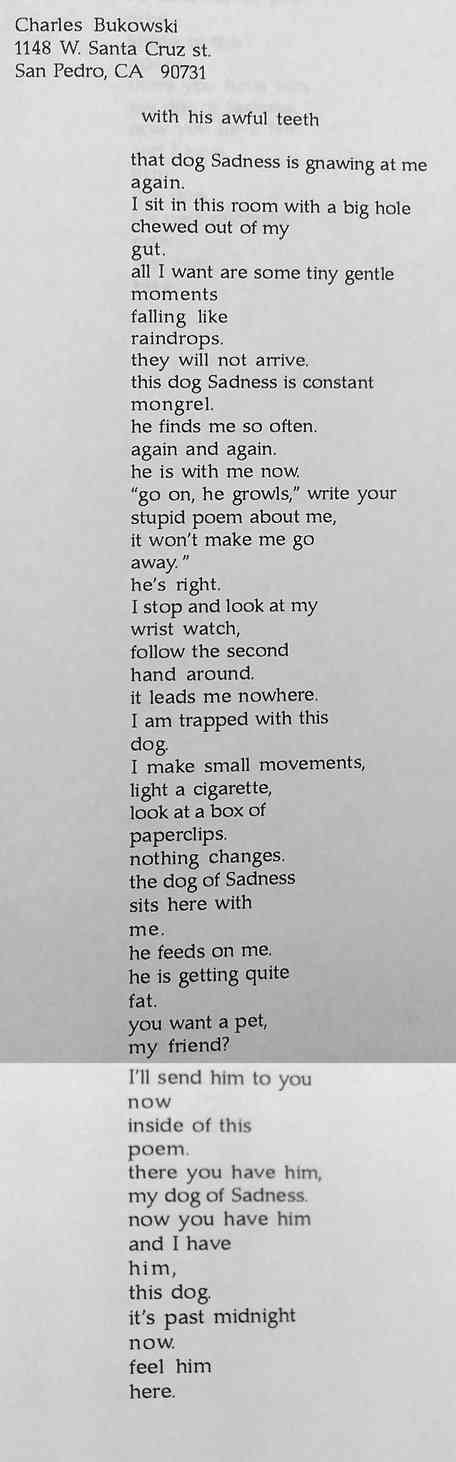 Charles Bukowski
1148 W. Santa Cruz st.
San Pedro, CA 90731
with his awful teeth
that dog Sadness is gnawing at me
again.
I sit in this room with a big hole
chewed out of my
gut.
all I want are some tiny gentle
moments
falling like
raindrops.
they will not arrive.
this dog Sadness is constant
mongrel.
he finds me so often.
again and again.
he is with me now.
“go on, he growls,” write your
stupid poem about me,
it won’t make me go
away.”
he’s right.
I stop and look at my
wrist watch,
follow the second
hand around.
it leads me nowhere.
I am trapped with this
dog.
I make small movements,
light a cigarette,
look at a box of
paperclips.
nothing changes.
the dog of Sadness
sits here with
me.
he feeds on me.
he is getting quite
fat.
you want a pet,
my friend?
I’ll send him to you
now
inside of this
poem.
there you have him,
my dog of Sadness.
now you have him
and I have
him,
this dog.
it’s past midnight
now.
feel him
here.